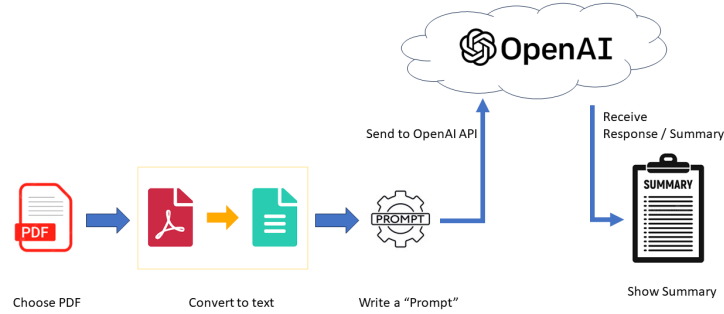 OpenAI
Send to OpenAI API
Receive
Response / Summary
PDF
PROMPT
SUMMARY
Choose PDF
Convert to text
Write a “Prompt”
Show Summary